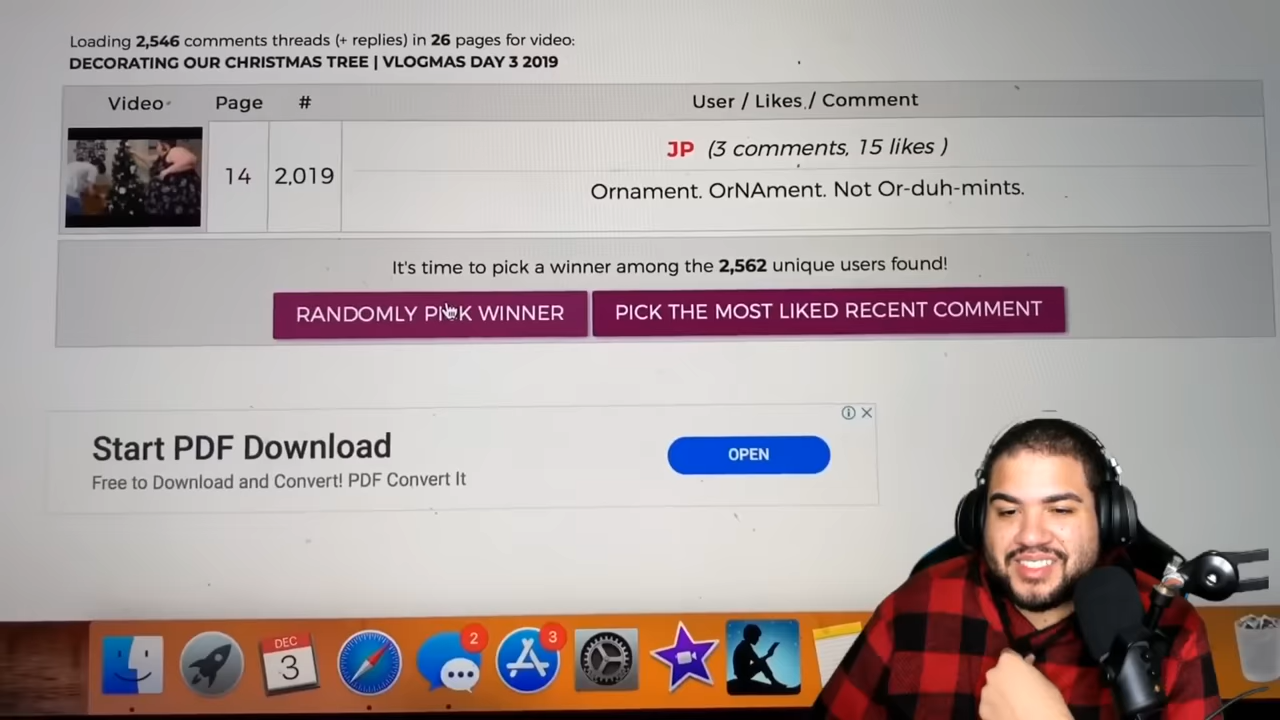 Loading 2,546 comments threads (+ replies) in 26 pages for video:
DECORATING OUR CHRISTMAS TREE | VLOGMAS DAY 3 2019
Video Page # User / Likes / Comment
14 2,019 JP (3 comments, 15 likes )
Ornament. OrNAment. Not Or-duh-mints.
It's time to pick a winner among the 2,562 unique users found!
RANDOMLY PICK WINNER PICK THE MOST LIKED RECENT COMMENT
Start PDF Download
Free to Download and Convert! PDF Convert It
OPEN
DEC
3
2
3